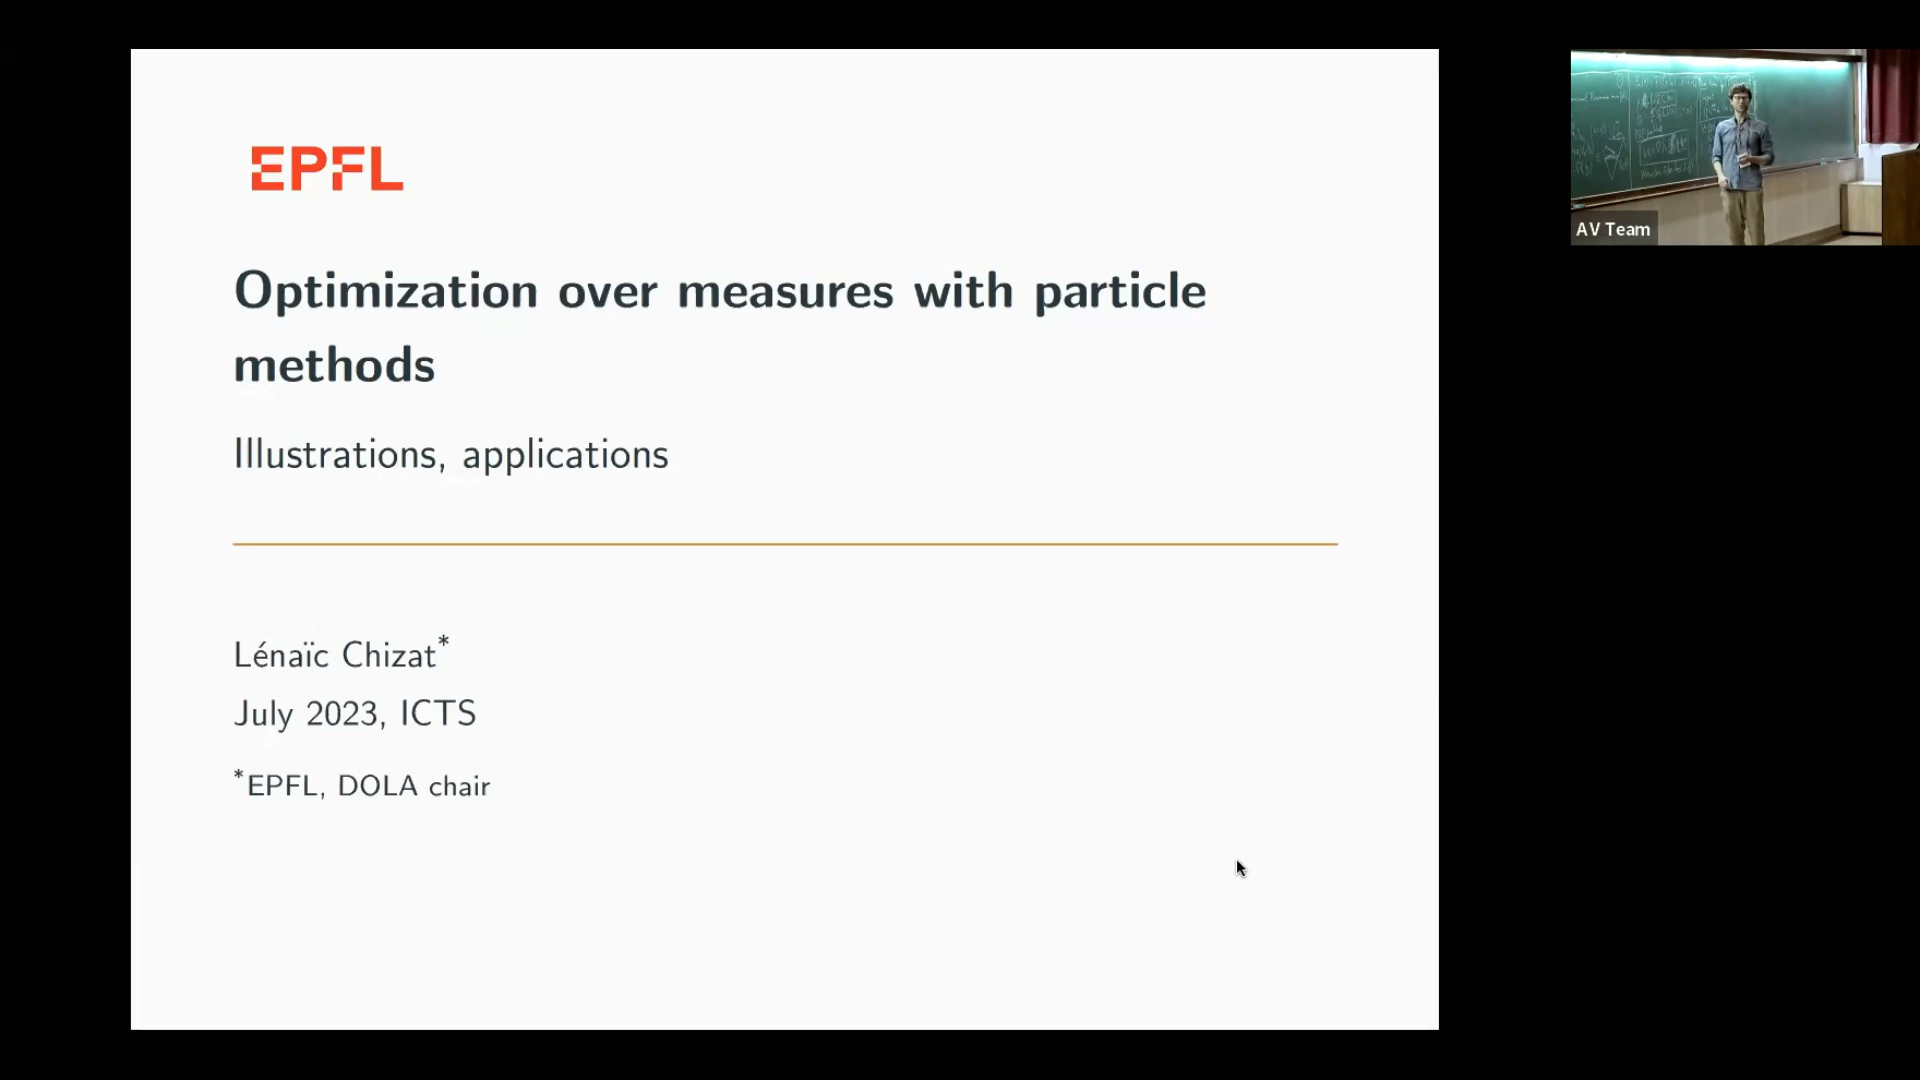 EPFL
Optimization over measures with particle
methods
Illustrations, applications
Lénaïc Chizat*
July 2023, ICTS
*EPFL, DOLA chair
AV Team